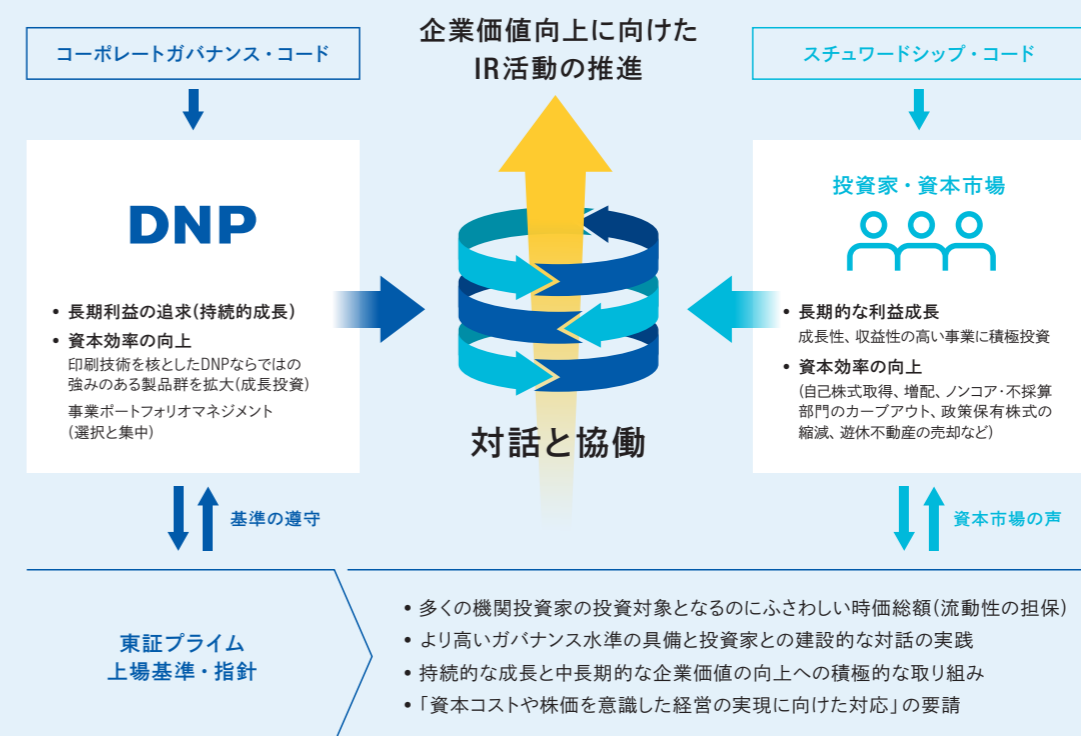 企業価値向上に向けた
IR活動の推進
コーポレートガバナンス・コード
スチュワードシップ・コード
DNP
• 長期利益の追求(持続的成長)
• 資本効率の向上
印刷技術を核としたDNPならではの
強みのある製品群を拡大(成長投資)
事業ポートフォリオマネジメント
(選択と集中)
対話と協働
投資家・資本市場
• 長期的な利益成長
成長性、収益性の高い事業に積極投資
• 資本効率の向上
(自己株式取得、増配、ノンコア・不採算
部門のカーブアウト、政策保有株式の
縮減、遊休不動産の売却など)
基準の遵守
資本市場の声
東証プライム
上場基準・指針
• 多くの機関投資家の投資対象となるのにふさわしい時価総額(流動性の担保)
• より高いガバナンス水準の具備と投資家との建設的な対話の実践
• 持続的な成長と中長期的な企業価値の向上への積極的な取り組み
• 「資本コストや株価を意識した経営の実現に向けた対応」の要請